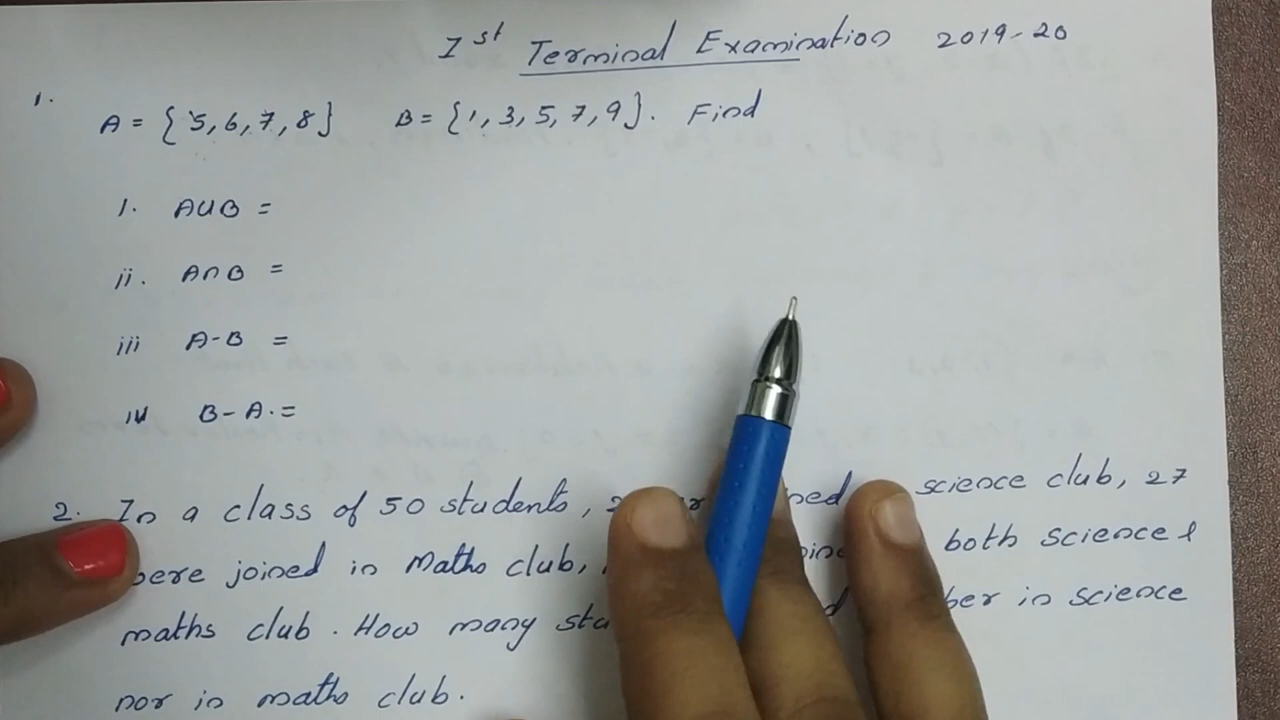 Ist Terminal Examination 2019-20
1.
A = {5, 6, 7, 8} B = {1, 3, 5, 7, 9}. Find
1. A∪B =
ii. A∩B =
iii A-B =
iv B-A. =
2. In a class of 50 students, science club, 27
were joined in Maths club, both science &
maths club. How many in science
nor in maths club.